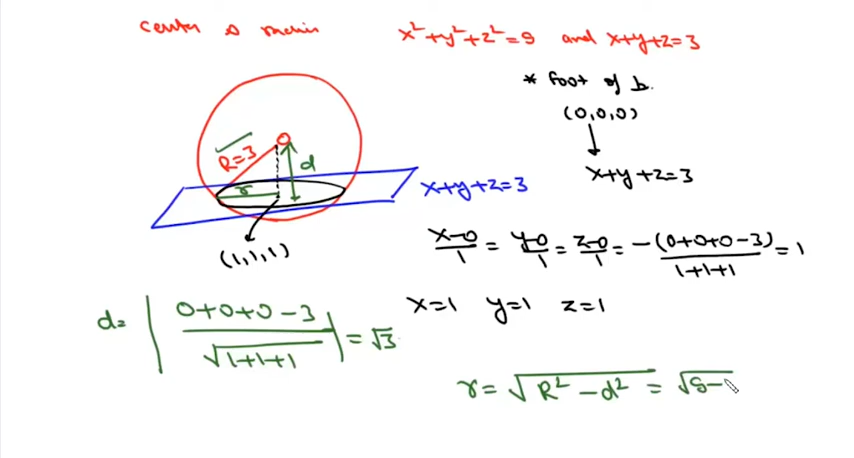 center & radius x²+y²+z²=9 and x+y+z=3
* foot of b.
(0,0,0)
R=3
d
x+y+z=3
r
x+y+z=3
(1,1,1)
x-0/1 = y-0/1 = z-0/1 = -(0+0+0-3)/1+1+1 = 1
x=1 y=1 z=1
d= |0+0+0-3/√1+1+1| = √3
r= √R²-d² = √9-